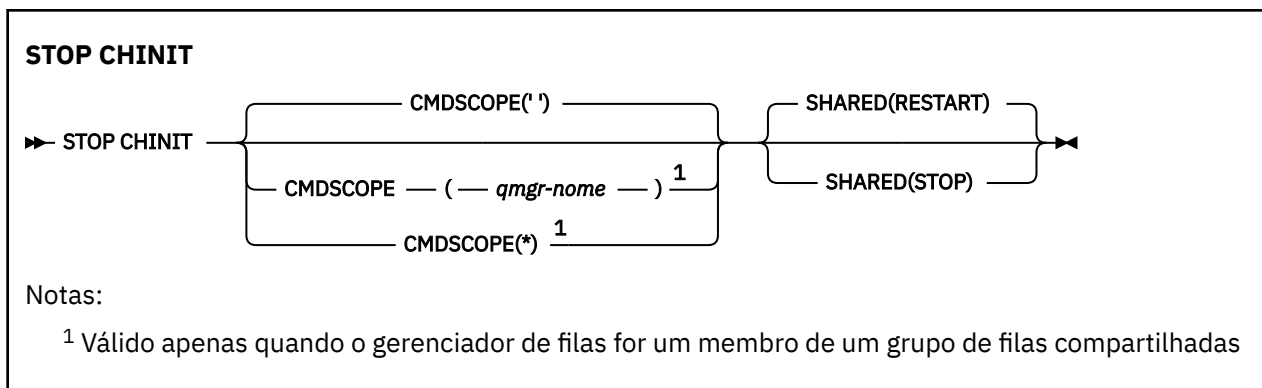 STOP CHINIT
CMDSCOPE(' ')
SHARED(RESTART)
STOP CHINIT
CMDSCOPE ( qmgr-nome ) 1
SHARED(STOP)
CMDSCOPE(*) 1
Notas:
1 Válido apenas quando o gerenciador de filas for um membro de um grupo de filas compartilhadas